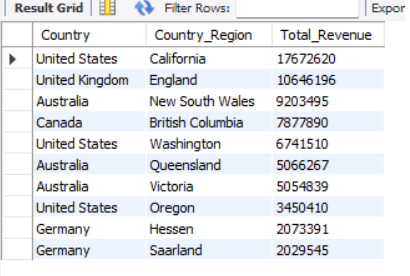 Result Grid Filter Rows: Expor
Country Country_Region Total_Revenue
United States California 17672620
United Kingdom England 10646196
Australia New South Wales 9203495
Canada British Columbia 7877890
United States Washington 6741510
Australia Queensland 5066267
Australia Victoria 5054839
United States Oregon 3450410
Germany Hessen 2073391
Germany Saarland 2029545